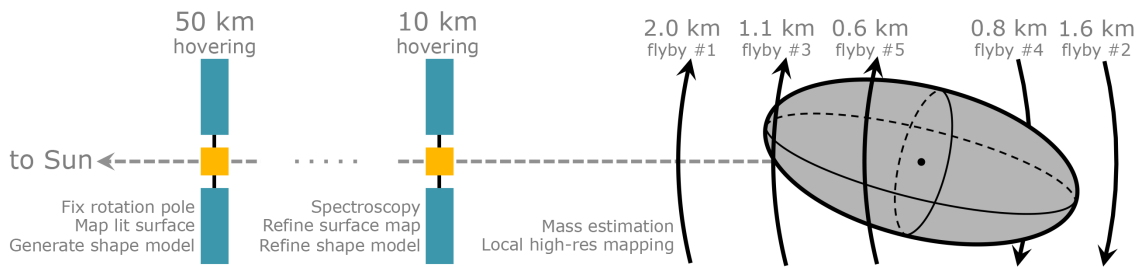 50 km
hovering
10 km
hovering
2.0 km
flyby #1
1.1 km
flyby #3
0.6 km
flyby #5
0.8 km
flyby #4
1.6 km
flyby #2
to Sun
Fix rotation pole
Map lit surface
Generate shape model
Spectroscopy
Refine surface map
Refine shape model
Mass estimation
Local high-res mapping